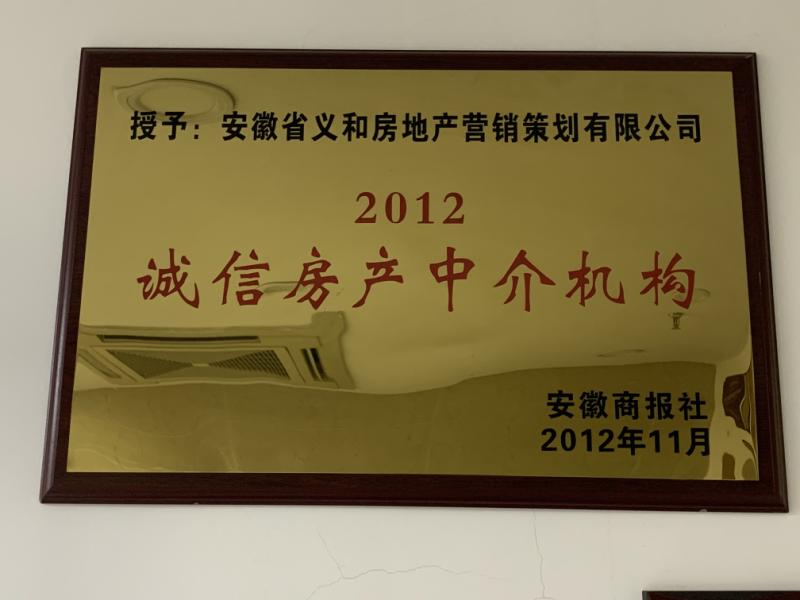 授予：安徽省义和房地产营销策划有限公司
2012
诚信房产中介机构
安徽商报社
2012年11月